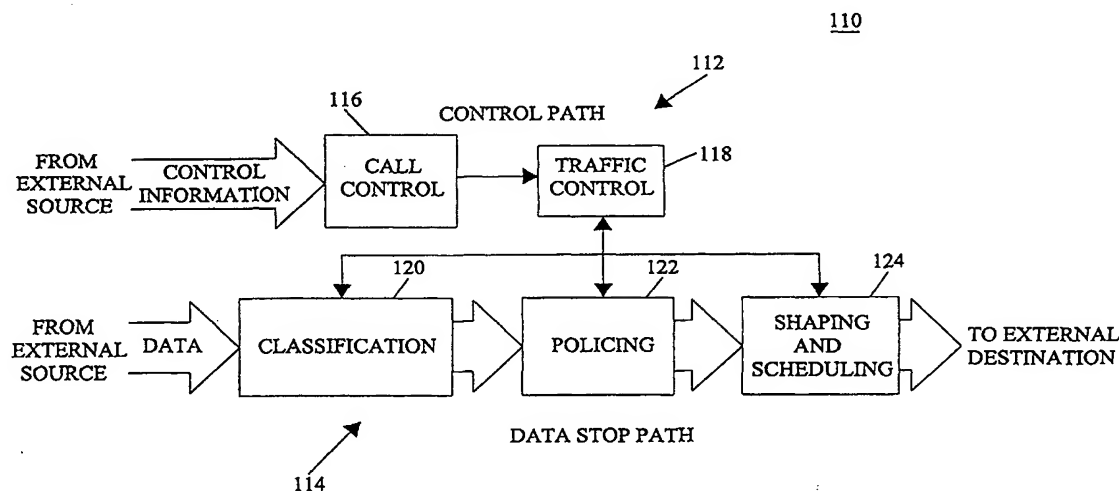 110
112
116
CONTROL PATH
FROM
EXTERNAL
SOURCE
CONTROL
INFORMATION
CALL
CONTROL
TRAFFIC
CONTROL
118
120
122
124
FROM
EXTERNAL
SOURCE
DATA
CLASSIFICATION
POLICING
SHAPING
AND
SCHEDULING
TO EXTERNAL
DESTINATION
DATA STOP PATH
114